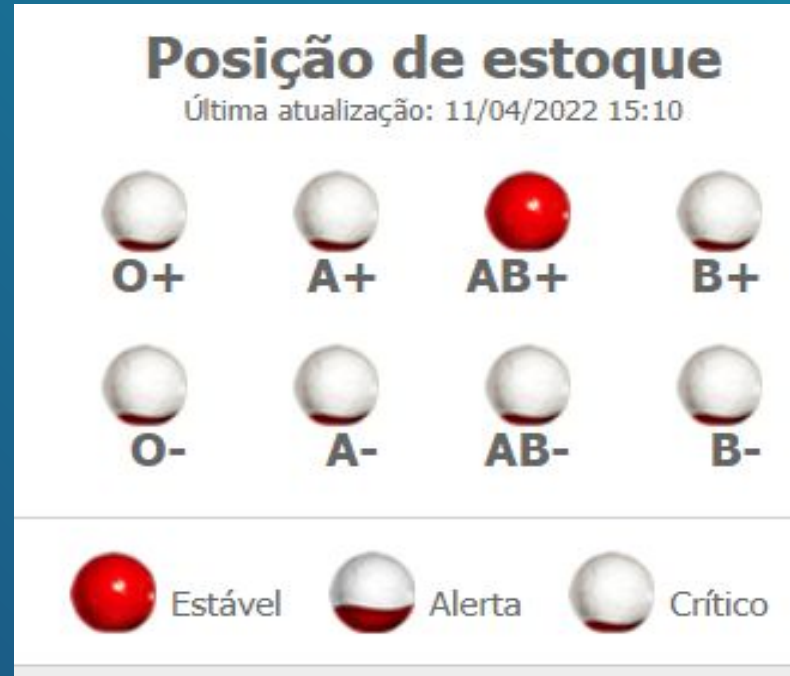 Posição de estoque
Última atualização: 11/04/2022 15:10
O+ A+ AB+ B+
O- A- AB- B-
Estável Alerta Crítico